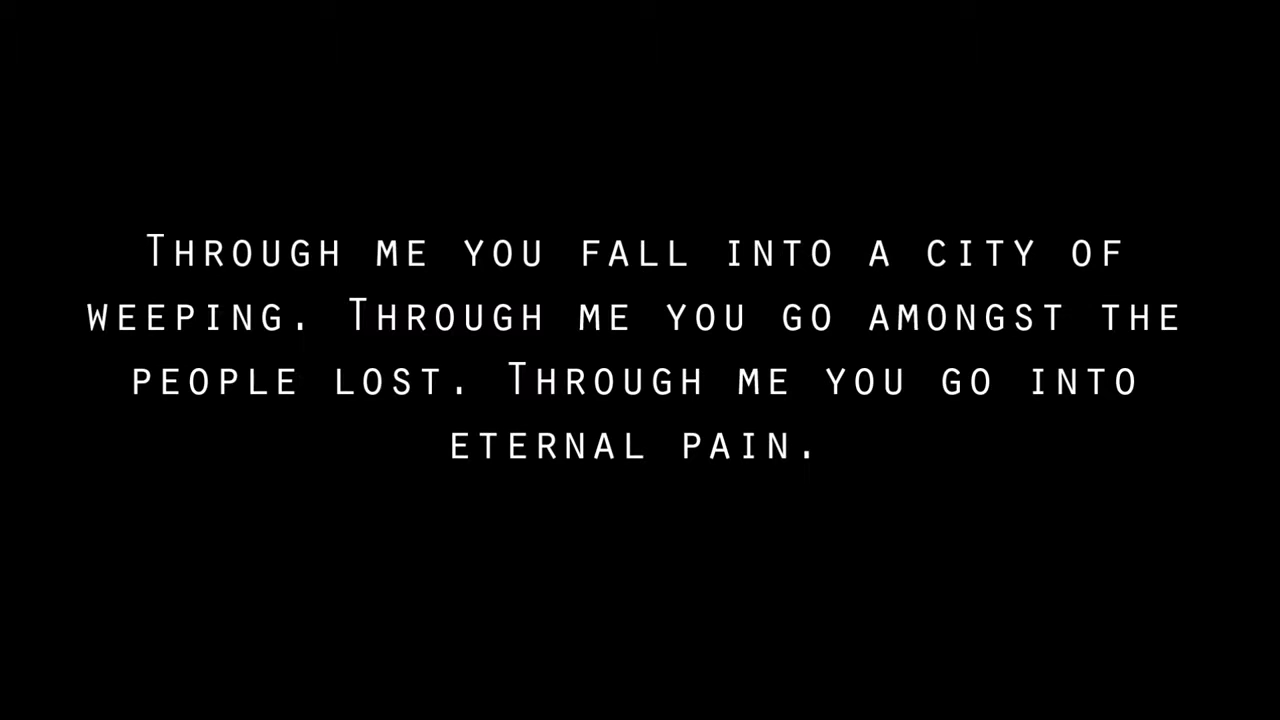 Through me you fall into a city of
weeping. Through me you go amongst the
people lost. Through me you go into
eternal pain.